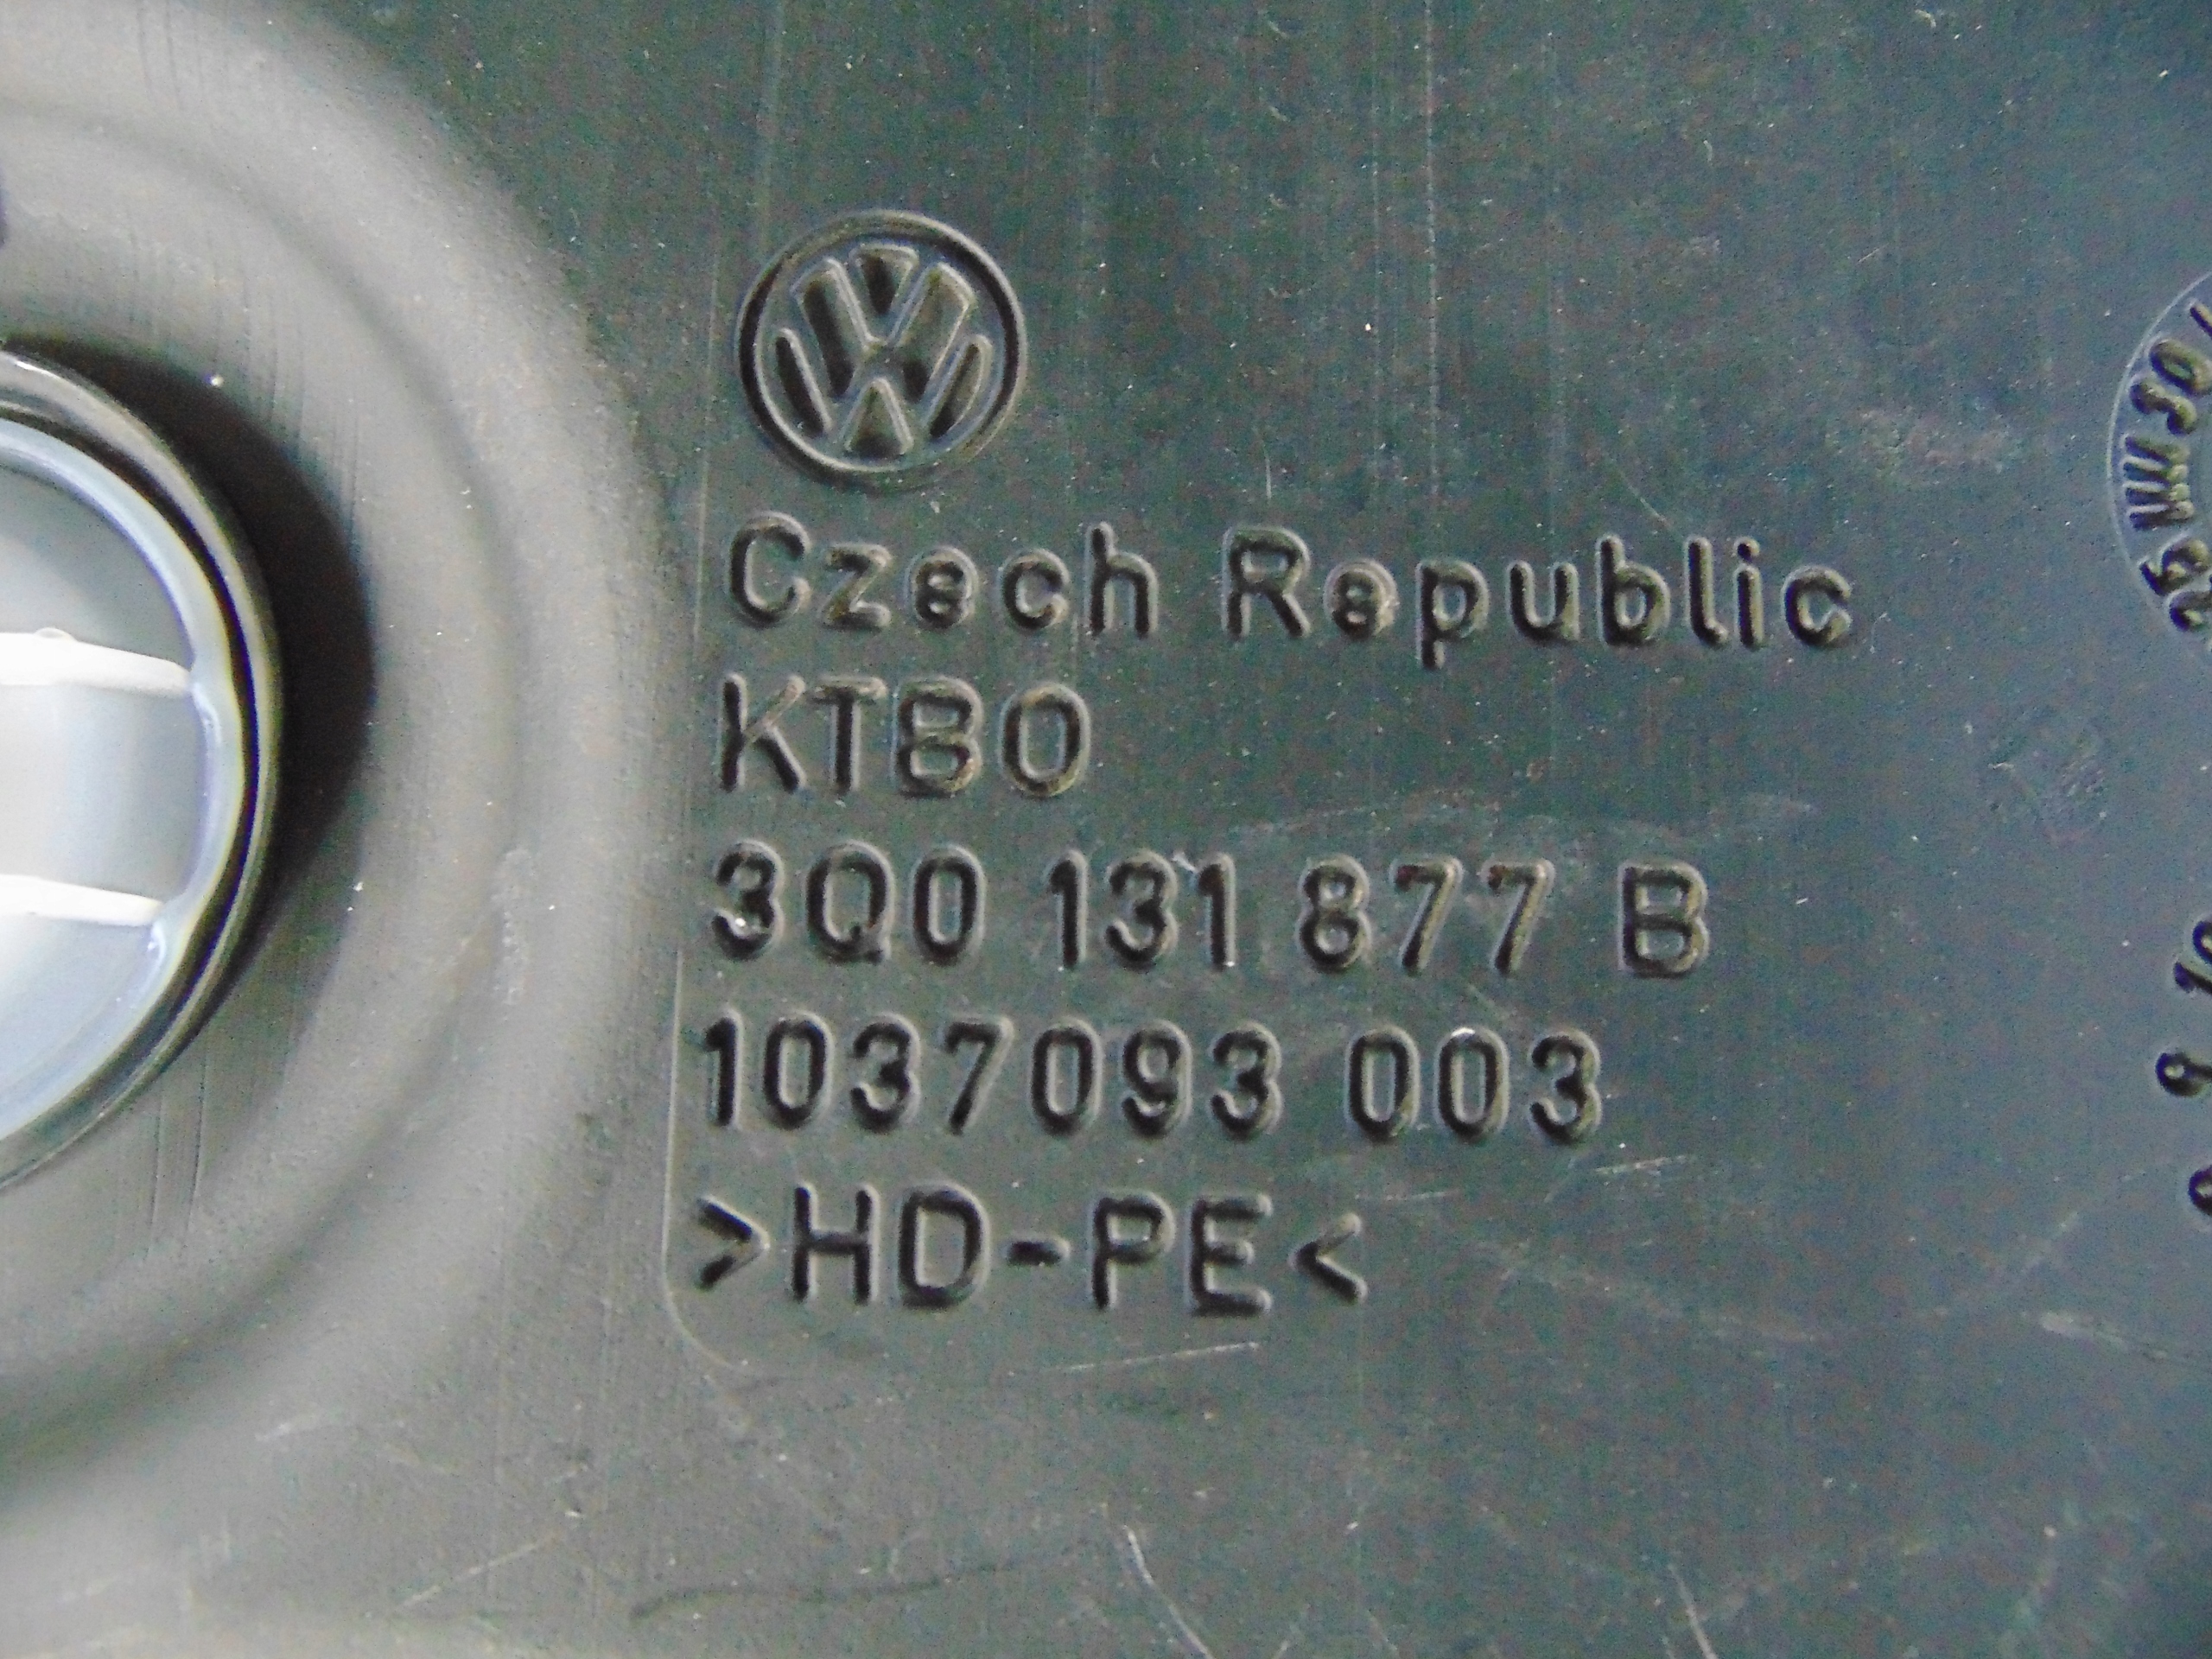 Czech Republic
KTBO
3Q0 131 877 B
1037093 003
>HD-PE<